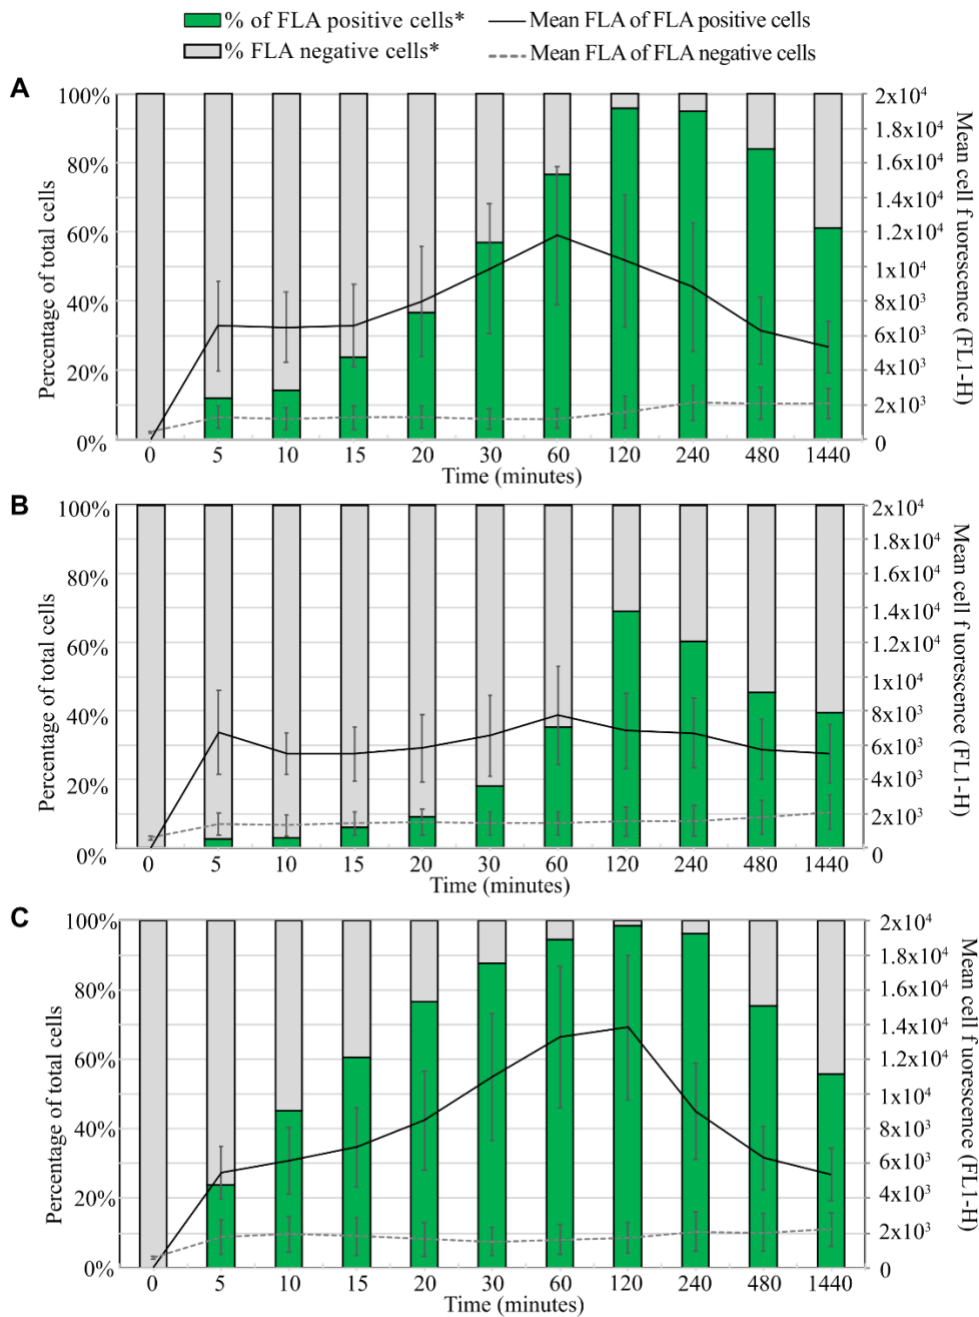 % of FLA positive cells* Mean FLA of FLA positive cells
% FLA negative cells* Mean FLA of FLA negative cells
A
100% 2x10⁴
1.8x10⁴
80% 1.6x10⁴
1.4x10⁴
60% 1.2x10⁴
1x10⁴
40% 8x10³
6x10³
20% 4x10³
2x10³
0% 0
Percentage of total cells
Mean cell f uorescence (FL1-H)
0 5 10 15 20 30 60 120 240 480 1440
Time (minutes)
B
100% 2x10⁴
1.8x10⁴
80% 1.6x10⁴
1.4x10⁴
60% 1.2x10⁴
1x10⁴
40% 8x10³
6x10³
20% 4x10³
2x10³
0% 0
Percentage of total cells
Mean cell f uorescence (FL1-H)
0 5 10 15 20 30 60 120 240 480 1440
Time (minutes)
C
100% 2x10⁴
1.8x10⁴
80% 1.6x10⁴
1.4x10⁴
60% 1.2x10⁴
1x10⁴
40% 8x10³
6x10³
20% 4x10³
2x10³
0% 0
Percentage of total cells
Mean cell f uorescence (FL1-H)
0 5 10 15 20 30 60 120 240 480 1440
Time (minutes)